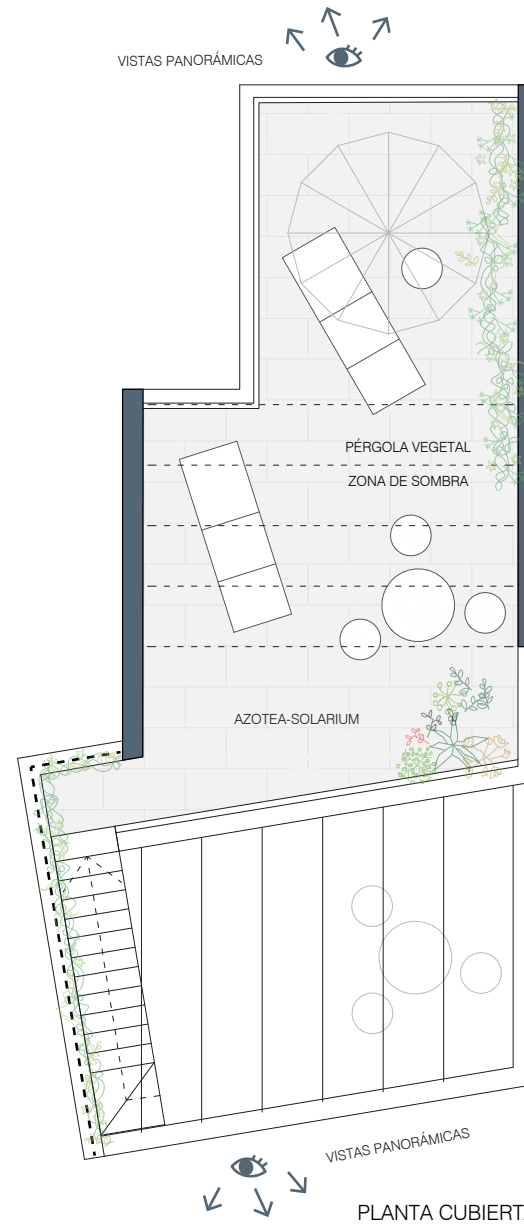 VISTAS PANORÁMICAS
PÉRGOLA VEGETAL
ZONA DE SOMBRA
AZOTEA-SOLARIUM
VISTAS PANORÁMICAS
PLANTA CUBIERT